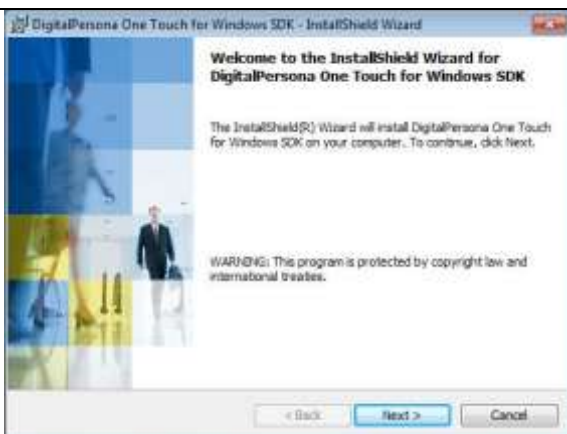 DigitalPersona One Touch for Windows SDK - InstallShield Wizard
Welcome to the InstallShield Wizard for
DigitalPersona One Touch for Windows SDK
The InstallShield(R) Wizard will install DigitalPersona One Touch
for Windows SDK on your computer. To continue, click Next.
WARNING: This program is protected by copyright law and
international treaties.
< Back
Next >
Cancel